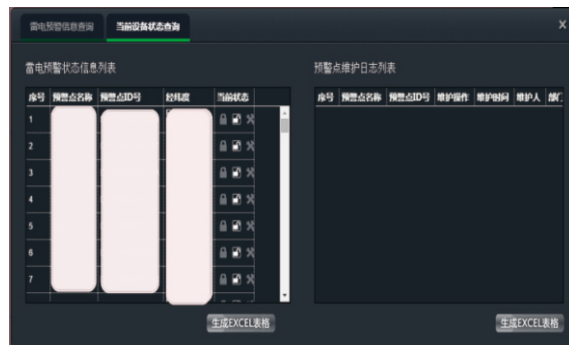 雷电预警信息查询 当前设备状态查询 X
雷电预警状态信息列表
序号 预警点名称 预警点ID号 经纬度 当前状态
1
2
3
4
5
6
7
生成EXCEL表格
预警点维护日志列表
序号 预警点名称 预警点ID号 维护操作 维护时间 维护人
生成EXCEL表格